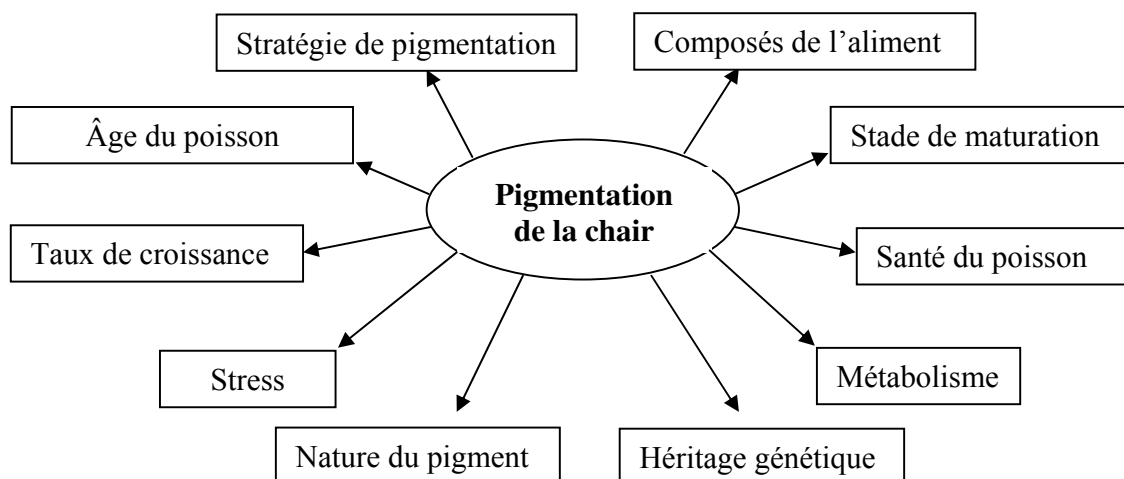 Stratégie de pigmentation
Composés de l'aliment
Âge du poisson
Stade de maturation
Pigmentation
de la chair
Taux de croissance
Santé du poisson
Stress
Métabolisme
Nature du pigment
Héritage génétique